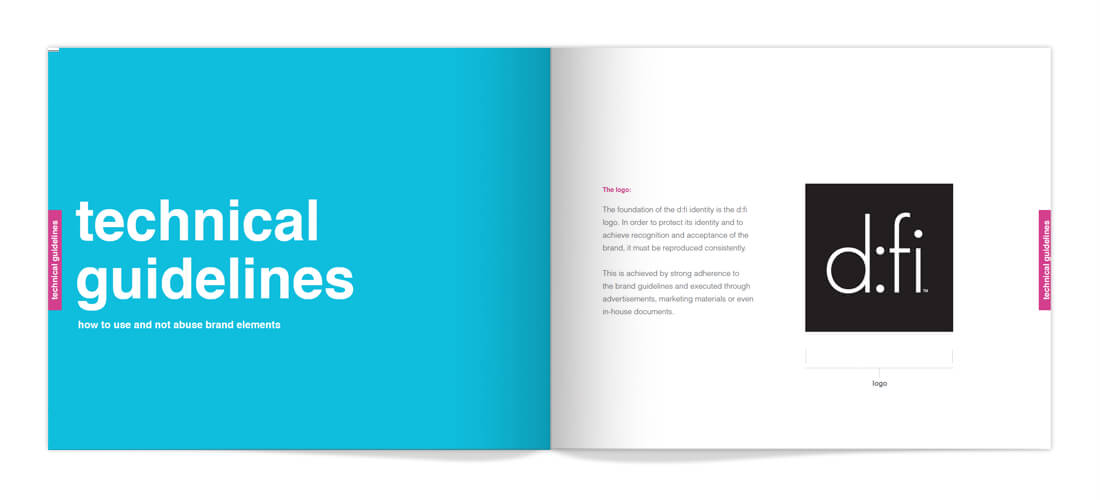 technical guidelines
technical
guidelines
how to use and not abuse brand elements
The logo:
The foundation of the d:fi identity is the d:fi
logo. In order to protect its identity and to
achieve recognition and acceptance of the
brand, it must be reproduced consistently.
This is achieved by strong adherence to
the brand guidelines and executed through
advertisements, marketing materials or even
in-house documents.
d:fi™
logo
technical guidelines